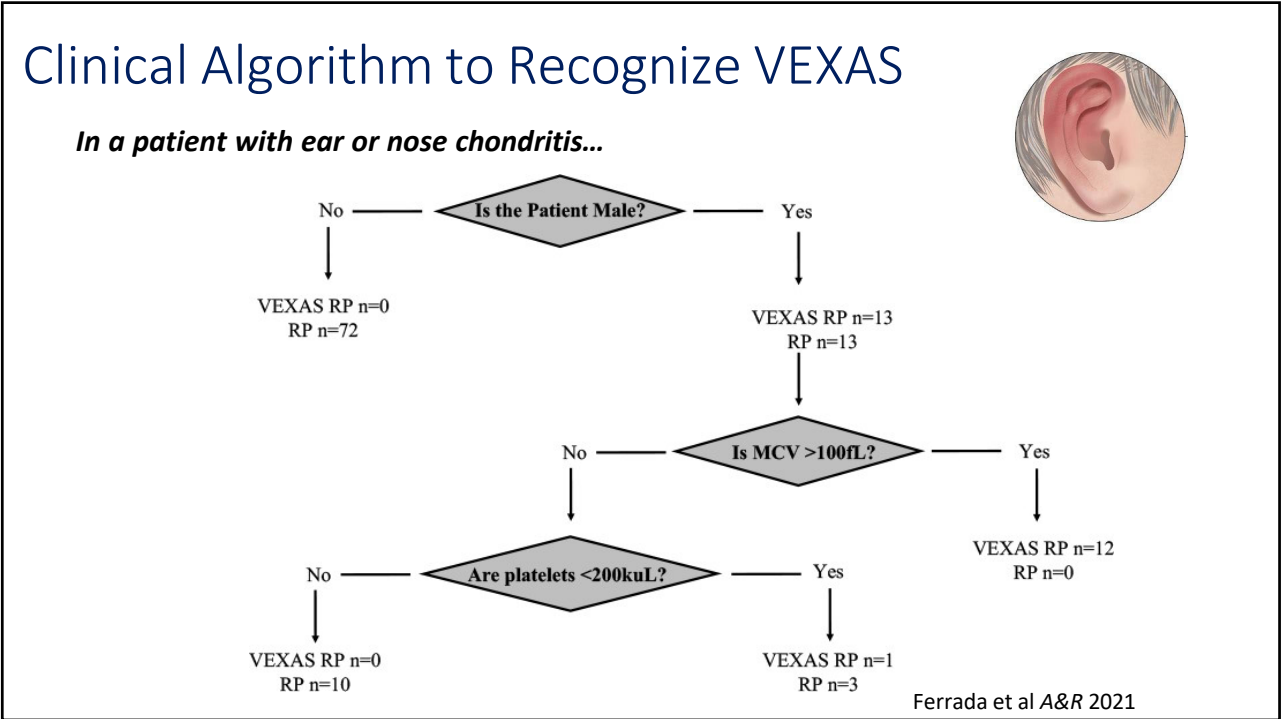 Clinical Algorithm to Recognize VEXAS
In a patient with ear or nose chondritis…
No
Is the Patient Male?
Yes
VEXAS RP n=0
RP n=72
VEXAS RP n=13
RP n=13
No
Is MCV >100fL?
Yes
VEXAS RP n=12
RP n=0
No
Are platelets <200kuL?
Yes
VEXAS RP n=0
RP n=10
VEXAS RP n=1
RP n=3
Ferrada et al A&R 2021